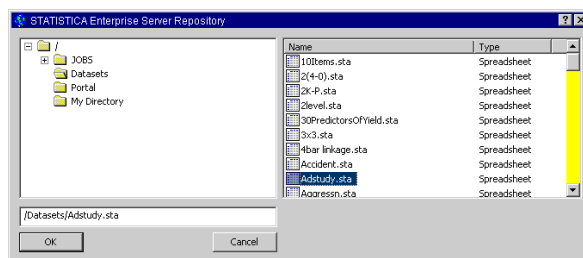 STATISTICA Enterprise Server Repository
/
JOBS
Datasets
Portal
My Directory
Name Type
10Items.sta Spreadsheet
2(4-0).sta Spreadsheet
2K-P.sta Spreadsheet
2level.sta Spreadsheet
30PredictorsOfYield.sta Spreadsheet
3x3.sta Spreadsheet
4bar linkage.sta Spreadsheet
Accident.sta Spreadsheet
Adstudy.sta Spreadsheet
Aggressn.sta Spreadsheet
/Datasets/Adstudy.sta
OK Cancel